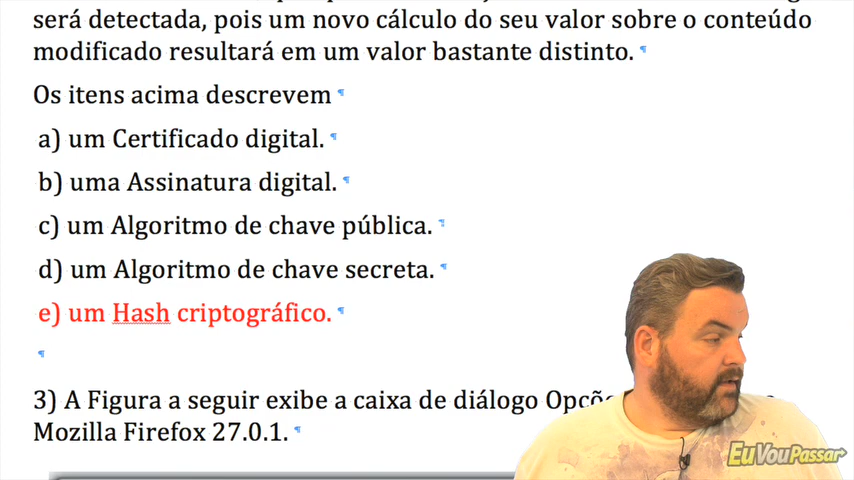 será detectada, pois um novo cálculo do seu valor sobre o conteúdo
modificado resultará em um valor bastante distinto.
Os itens acima descrevem
a) um Certificado digital.
b) uma Assinatura digital.
c) um Algoritmo de chave pública.
d) um Algoritmo de chave secreta.
e) um Hash criptográfico.
3) A Figura a seguir exibe a caixa de diálogo
Mozilla Firefox 27.0.1.
EuVouPassar